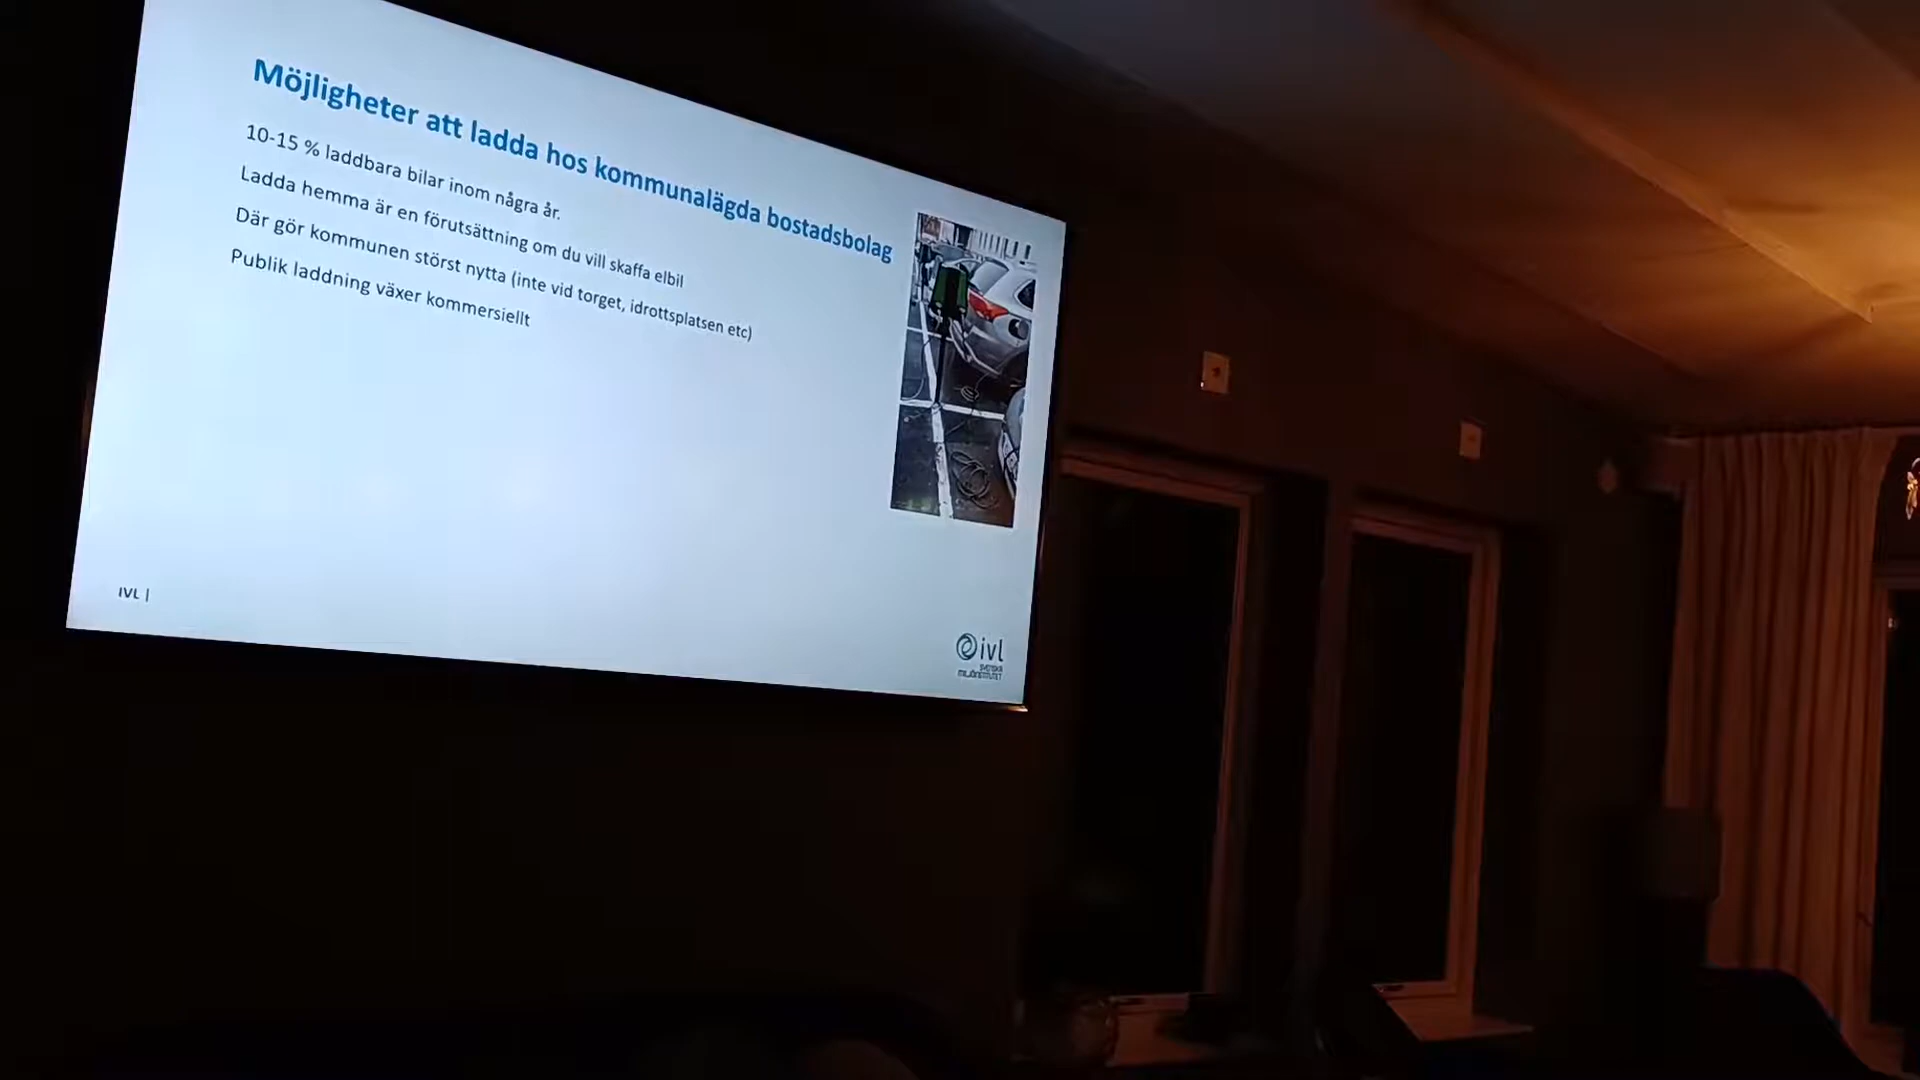 Möjligheter att ladda hos kommunalägda bostadsbolag
10-15 % laddbara bilar inom några år.
Ladda hemma är en förutsättning om du vill skaffa elbil
Där gör kommunen störst nytta (inte vid torget, idrottsplatsen etc)
Publik laddning växer kommersiellt
IVL |
ivl
SVENSKA
MILJÖINSTITUTET